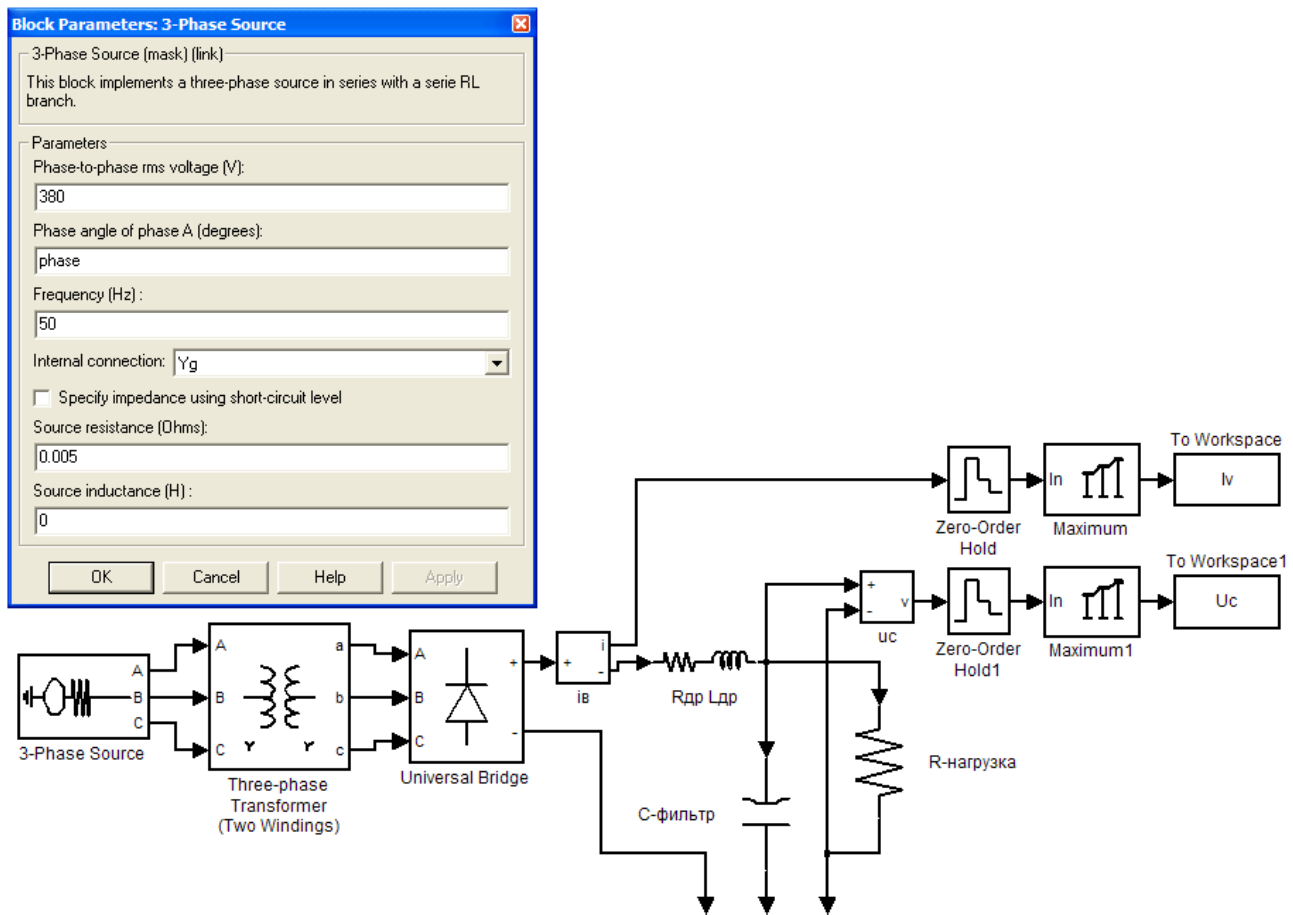 Block Parameters: 3-Phase Source
3-Phase Source (mask) (link)
This block implements a three-phase source in series with a serie RL
branch.
Parameters
Phase-to-phase rms voltage (V):
380
Phase angle of phase A (degrees):
phase
Frequency (Hz) :
50
Internal connection: Yg
Specify impedance using short-circuit level
Source resistance (Ohms):
0.005
Source inductance (H) :
0
OK Cancel Help Apply
To Workspace
In
Iv
Zero-Order
Hold
Maximum
To Workspace1
+
-
v
In
Uc
uc
Zero-Order
Hold1
Maximum1
A
B
C
3-Phase Source
A
B
C
a
b
c
Y Y
Three-phase
Transformer
(Two Windings)
A
B
C
+
-
Universal Bridge
+
i
-
iв
Rдр Lдр
R-нагрузка
С-фильтр